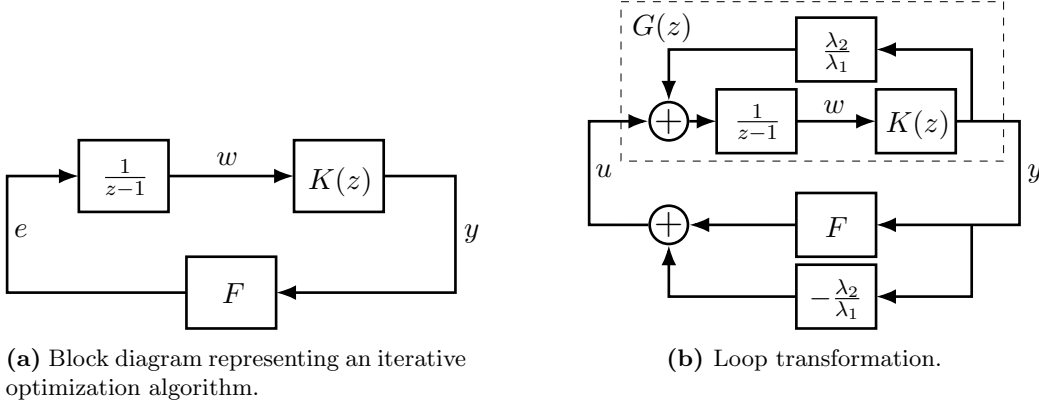 1/(z−1)
w
K(z)
e
y
F
(a) Block diagram representing an iterative
optimization algorithm.
G(z)
λ₂/λ₁
+
1/(z−1)
w
K(z)
u
y
+
F
−λ₂/λ₁
(b) Loop transformation.